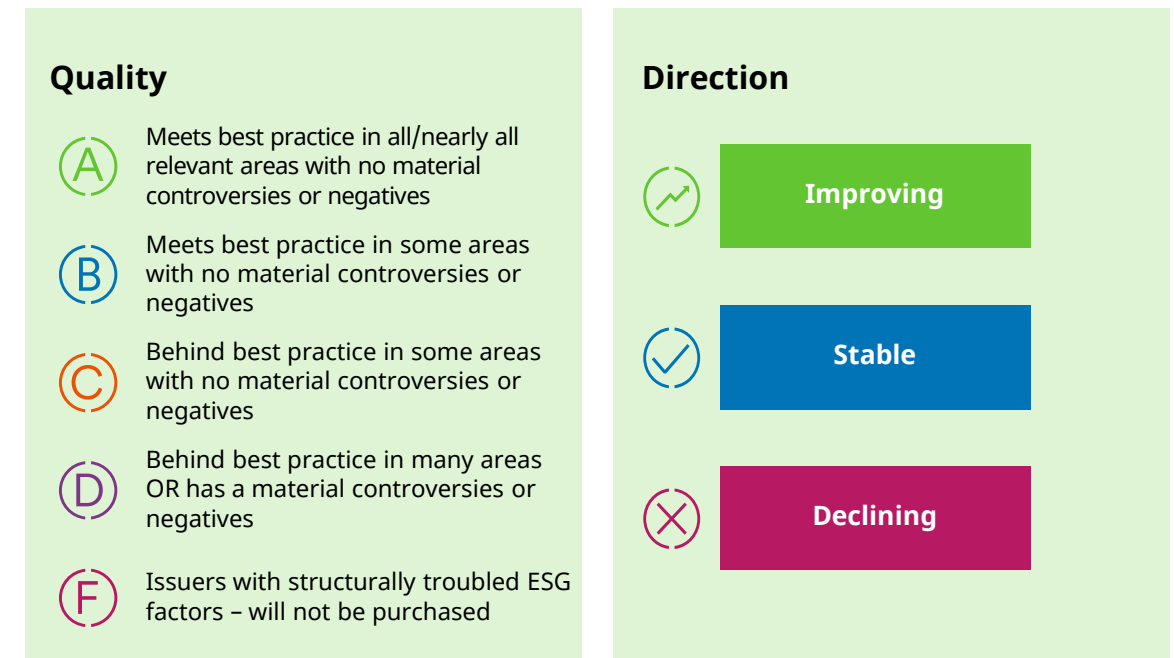 Quality
A
Meets best practice in all/nearly all
relevant areas with no material
controversies or negatives
B
Meets best practice in some areas
with no material controversies or
negatives
C
Behind best practice in some areas
with no material controversies or
negatives
D
Behind best practice in many areas
OR has a material controversies or
negatives
F
Issuers with structurally troubled ESG
factors – will not be purchased
Direction
Improving
Stable
Declining